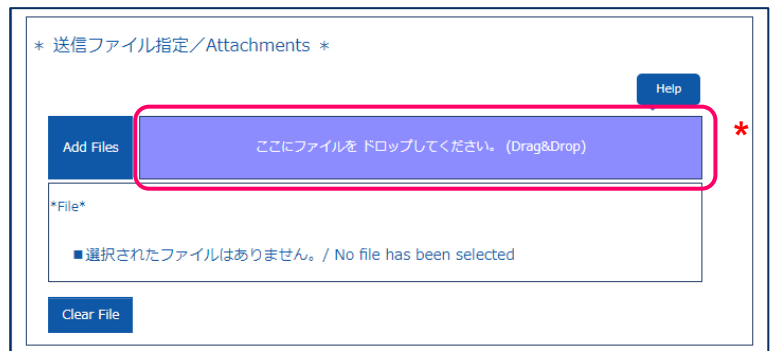 * 送信ファイル指定／Attachments *
Help
Add Files
ここにファイルを ドロップしてください。 (Drag&Drop)
*
*File*
■選択されたファイルはありません。/ No file has been selected
Clear File